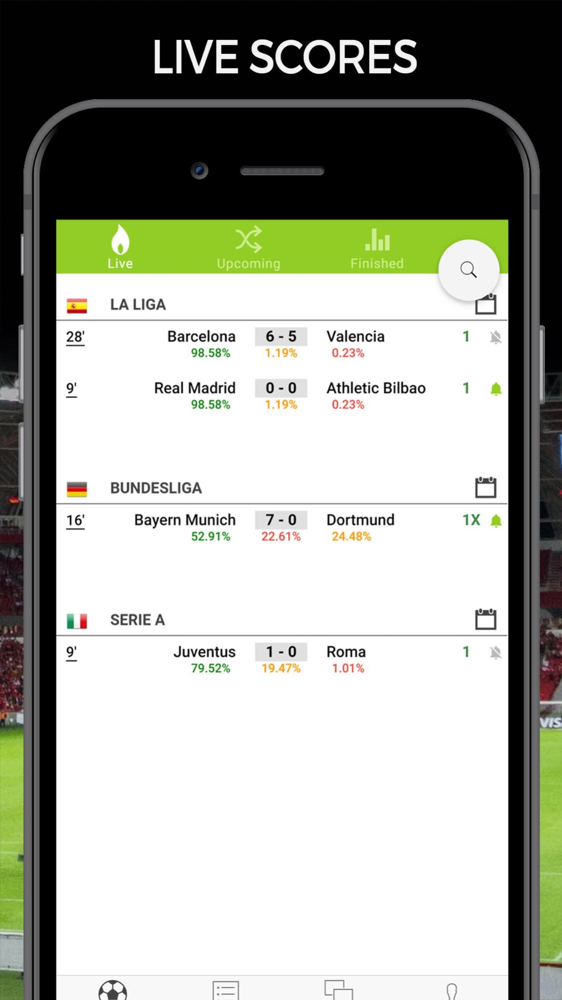 LIVE SCORES
Live Upcoming Finished
LA LIGA
28' Barcelona 6 - 5 Valencia 1
98.58% 1.19% 0.23%
9' Real Madrid 0 - 0 Athletic Bilbao 1
98.58% 1.19% 0.23%
BUNDESLIGA
16' Bayern Munich 7 - 0 Dortmund 1X
52.91% 22.61% 24.48%
SERIE A
9' Juventus 1 - 0 Roma 1
79.52% 19.47% 1.01%
VIS